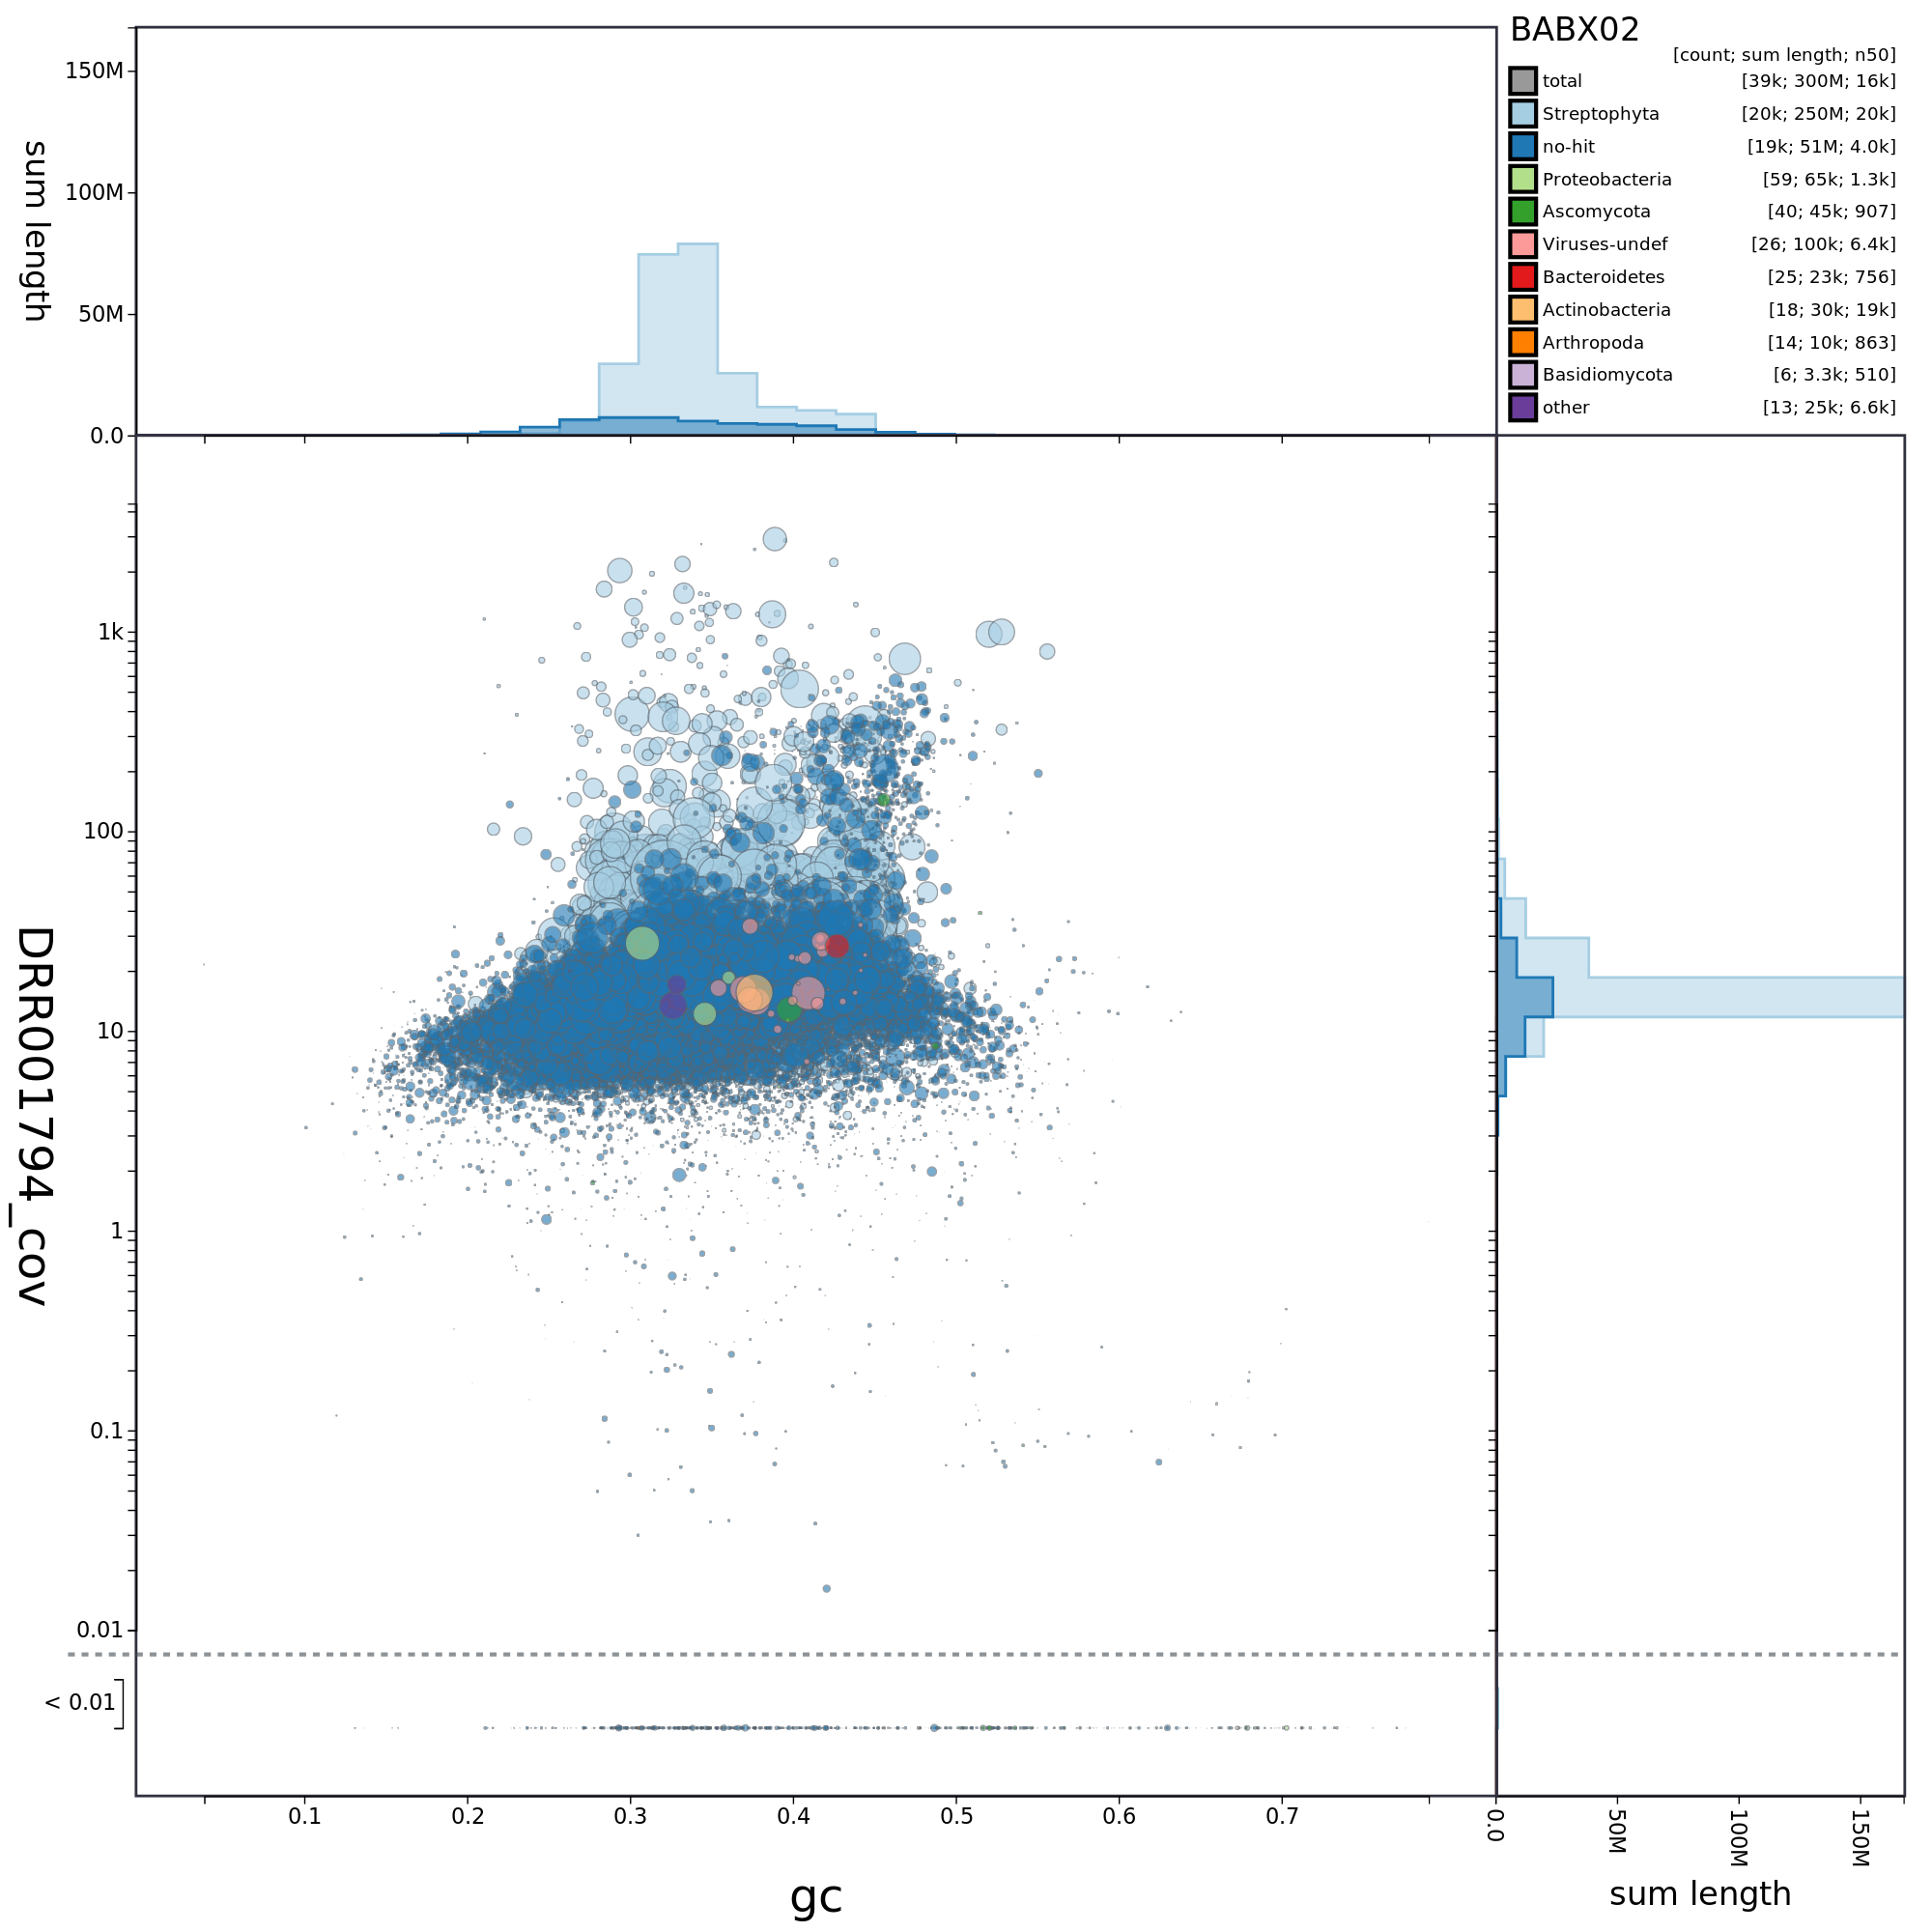 BABX02
[count; sum length; n50]
total [39k; 300M; 16k]
Streptophyta [20k; 250M; 20k]
no-hit [19k; 51M; 4.0k]
Proteobacteria [59; 65k; 1.3k]
Ascomycota [40; 45k; 907]
Viruses-undef [26; 100k; 6.4k]
Bacteroidetes [25; 23k; 756]
Actinobacteria [18; 30k; 19k]
Arthropoda [14; 10k; 863]
Basidiomycota [6; 3.3k; 510]
other [13; 25k; 6.6k]
sum length
150M
100M
50M
0.0
DRR001794_cov
1k
100
10
1
0.1
0.01
< 0.01
0.1 0.2 0.3 0.4 0.5 0.6 0.7
gc
0.0 50M 100M 150M
sum length